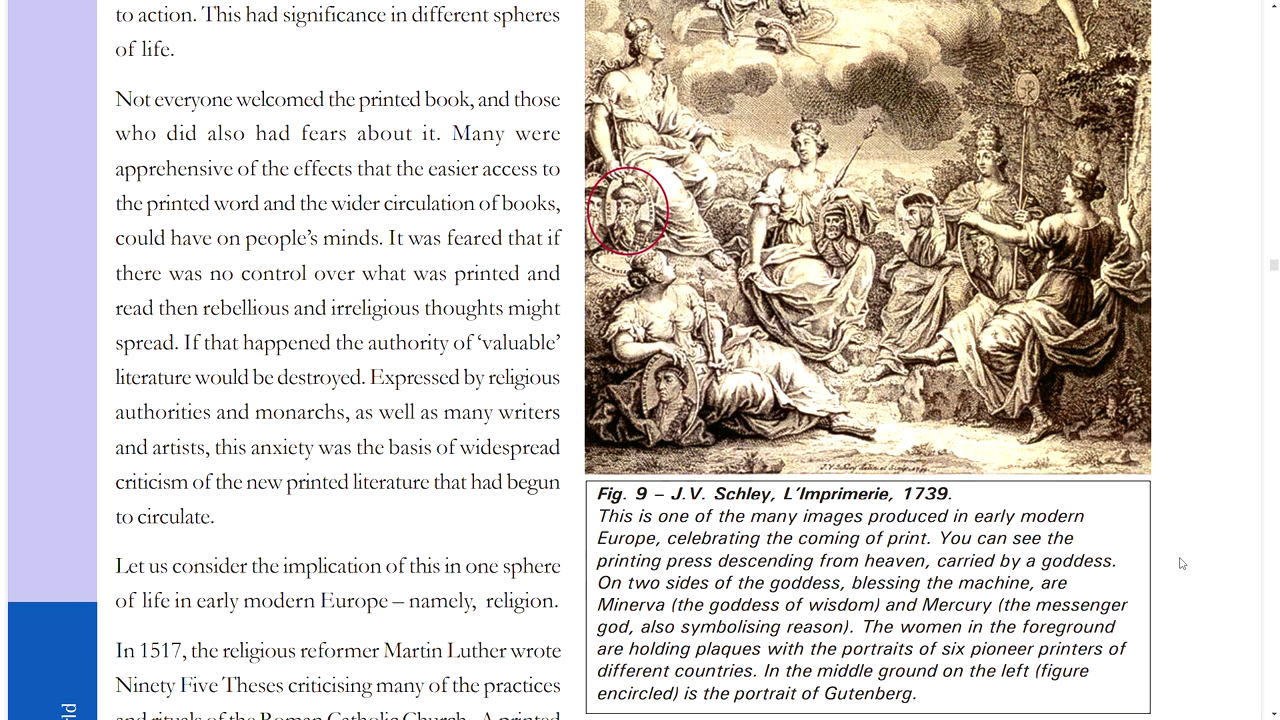 to action. This had significance in different spheres
of life.
Not everyone welcomed the printed book, and those
who did also had fears about it. Many were
apprehensive of the effects that the easier access to
the printed word and the wider circulation of books,
could have on people’s minds. It was feared that if
there was no control over what was printed and
read then rebellious and irreligious thoughts might
spread. If that happened the authority of ‘valuable’
literature would be destroyed. Expressed by religious
authorities and monarchs, as well as many writers
and artists, this anxiety was the basis of widespread
criticism of the new printed literature that had begun
to circulate.
Let us consider the implication of this in one sphere
of life in early modern Europe – namely, religion.
In 1517, the religious reformer Martin Luther wrote
Ninety Five Theses criticising many of the practices
and rituals of the Roman Catholic Church. A printed
Fig. 9 – J.V. Schley, L’Imprimerie, 1739.
This is one of the many images produced in early modern
Europe, celebrating the coming of print. You can see the
printing press descending from heaven, carried by a goddess.
On two sides of the goddess, blessing the machine, are
Minerva (the goddess of wisdom) and Mercury (the messenger
god, also symbolising reason). The women in the foreground
are holding plaques with the portraits of six pioneer printers of
different countries. In the middle ground on the left (figure
encircled) is the portrait of Gutenberg.